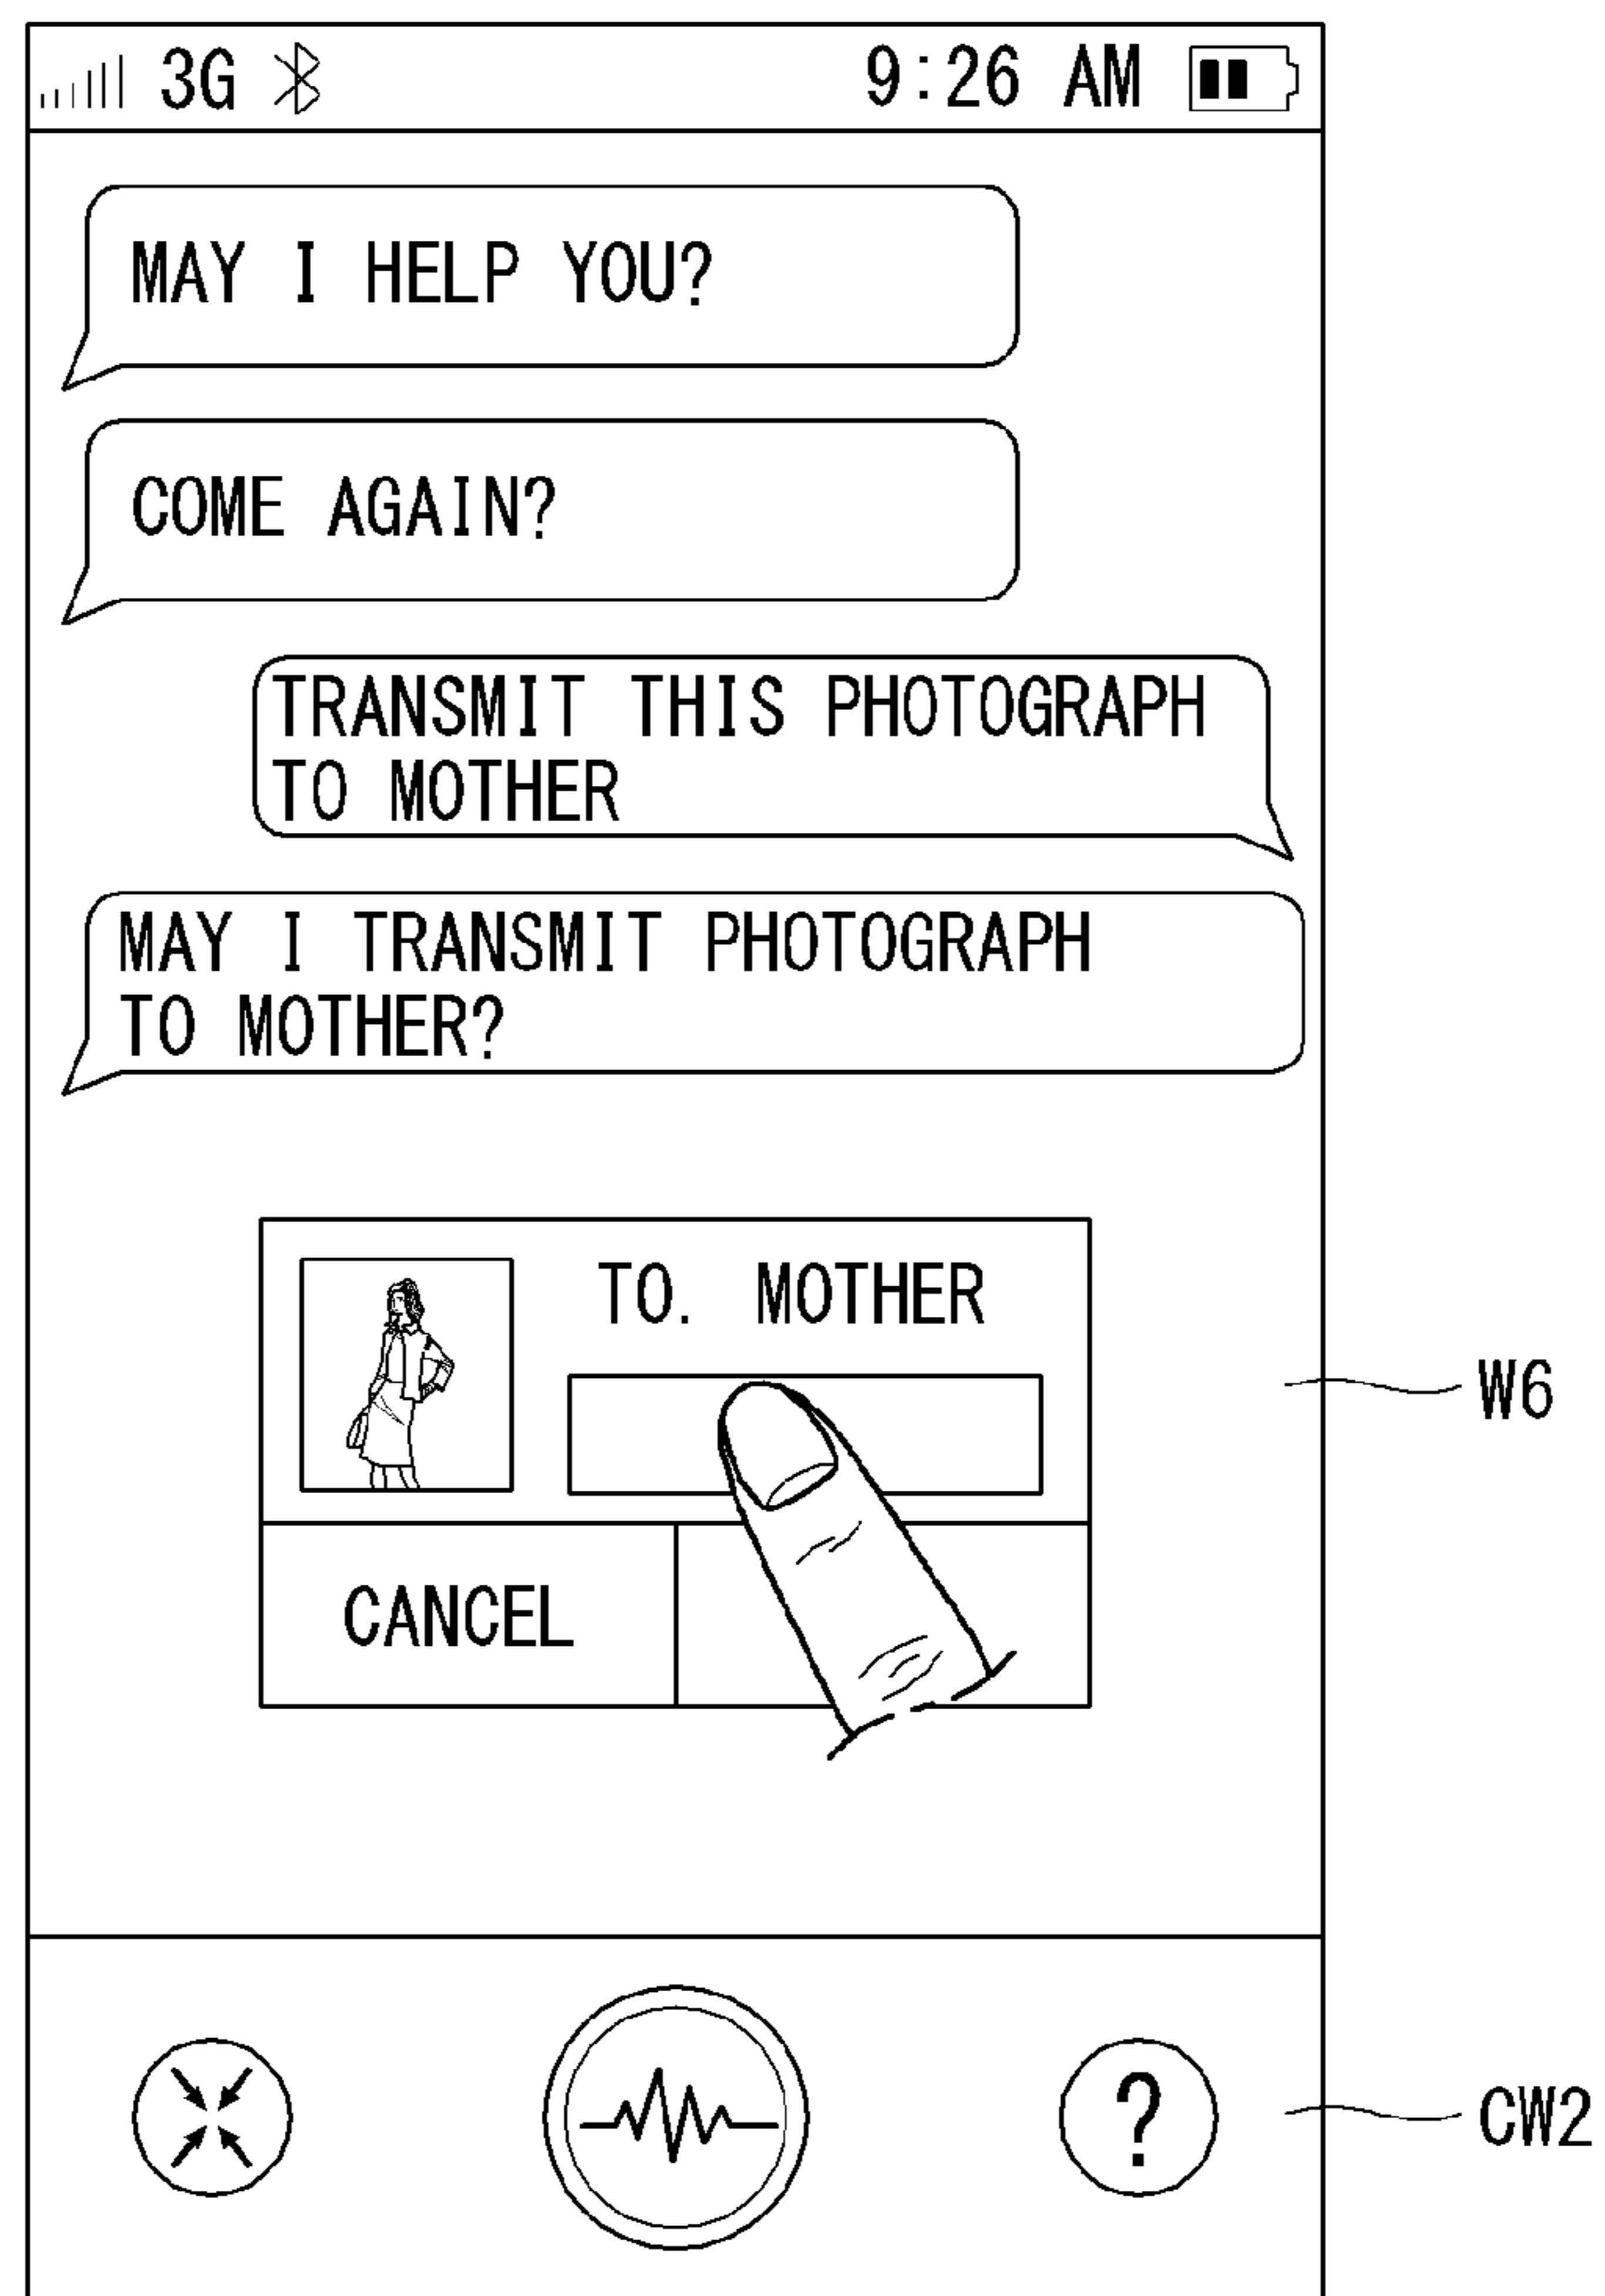 3G 9:26 AM
MAY I HELP YOU?
COME AGAIN?
TRANSMIT THIS PHOTOGRAPH
TO MOTHER
MAY I TRANSMIT PHOTOGRAPH
TO MOTHER?
TO. MOTHER
W6
CANCEL
?
CW2